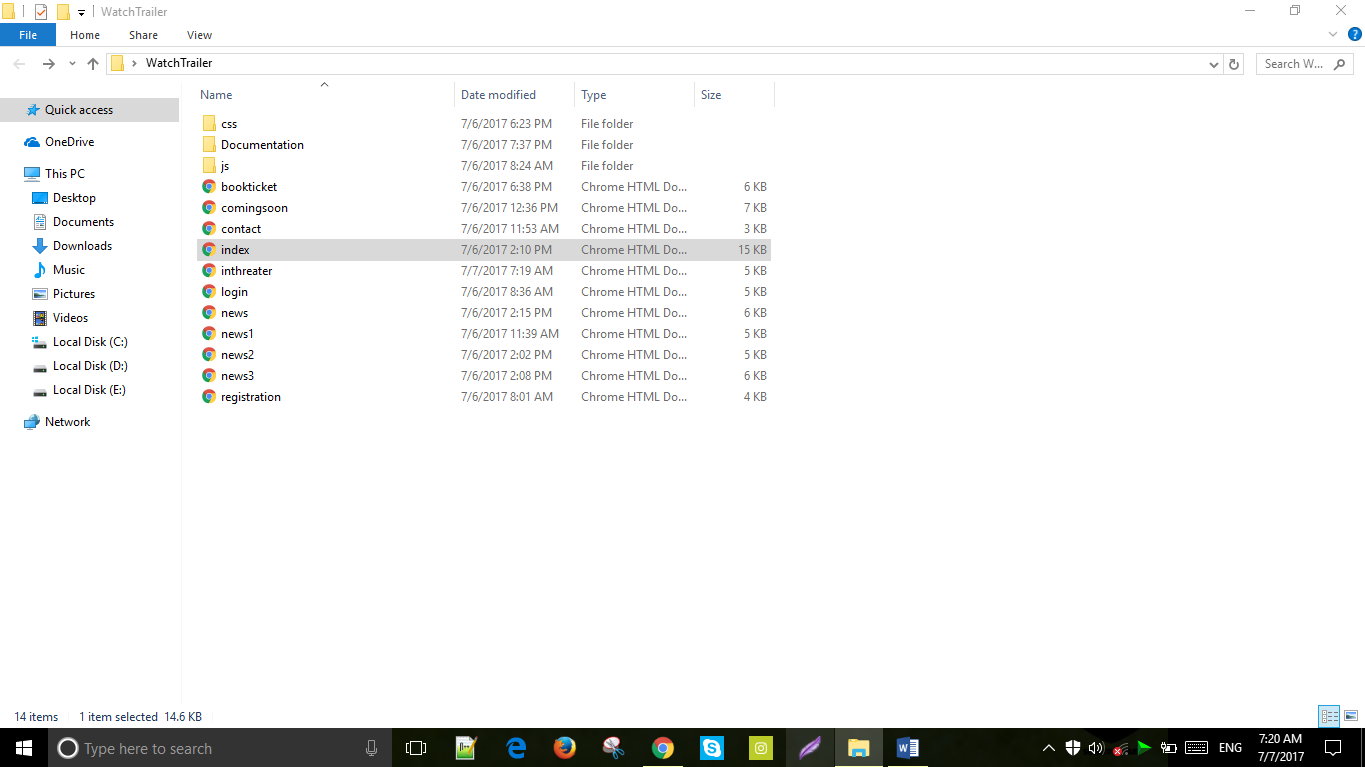 WatchTrailer
File Home Share View
WatchTrailer Search W...
Name Date modified Type Size
Quick access
OneDrive
This PC
Desktop
Documents
Downloads
Music
Pictures
Videos
Local Disk (C:)
Local Disk (D:)
Local Disk (E:)
Network
css 7/6/2017 6:23 PM File folder
Documentation 7/6/2017 7:37 PM File folder
js 7/6/2017 8:24 AM File folder
bookticket 7/6/2017 6:38 PM Chrome HTML Do... 6 KB
comingsoon 7/6/2017 12:36 PM Chrome HTML Do... 7 KB
contact 7/6/2017 11:53 AM Chrome HTML Do... 3 KB
index 7/6/2017 2:10 PM Chrome HTML Do... 15 KB
inthreater 7/7/2017 7:19 AM Chrome HTML Do... 5 KB
login 7/6/2017 8:36 AM Chrome HTML Do... 5 KB
news 7/6/2017 2:15 PM Chrome HTML Do... 6 KB
news1 7/6/2017 11:39 AM Chrome HTML Do... 5 KB
news2 7/6/2017 2:02 PM Chrome HTML Do... 5 KB
news3 7/6/2017 2:08 PM Chrome HTML Do... 6 KB
registration 7/6/2017 8:01 AM Chrome HTML Do... 4 KB
14 items 1 item selected 14.6 KB
Type here to search
ENG
7:20 AM
7/7/2017